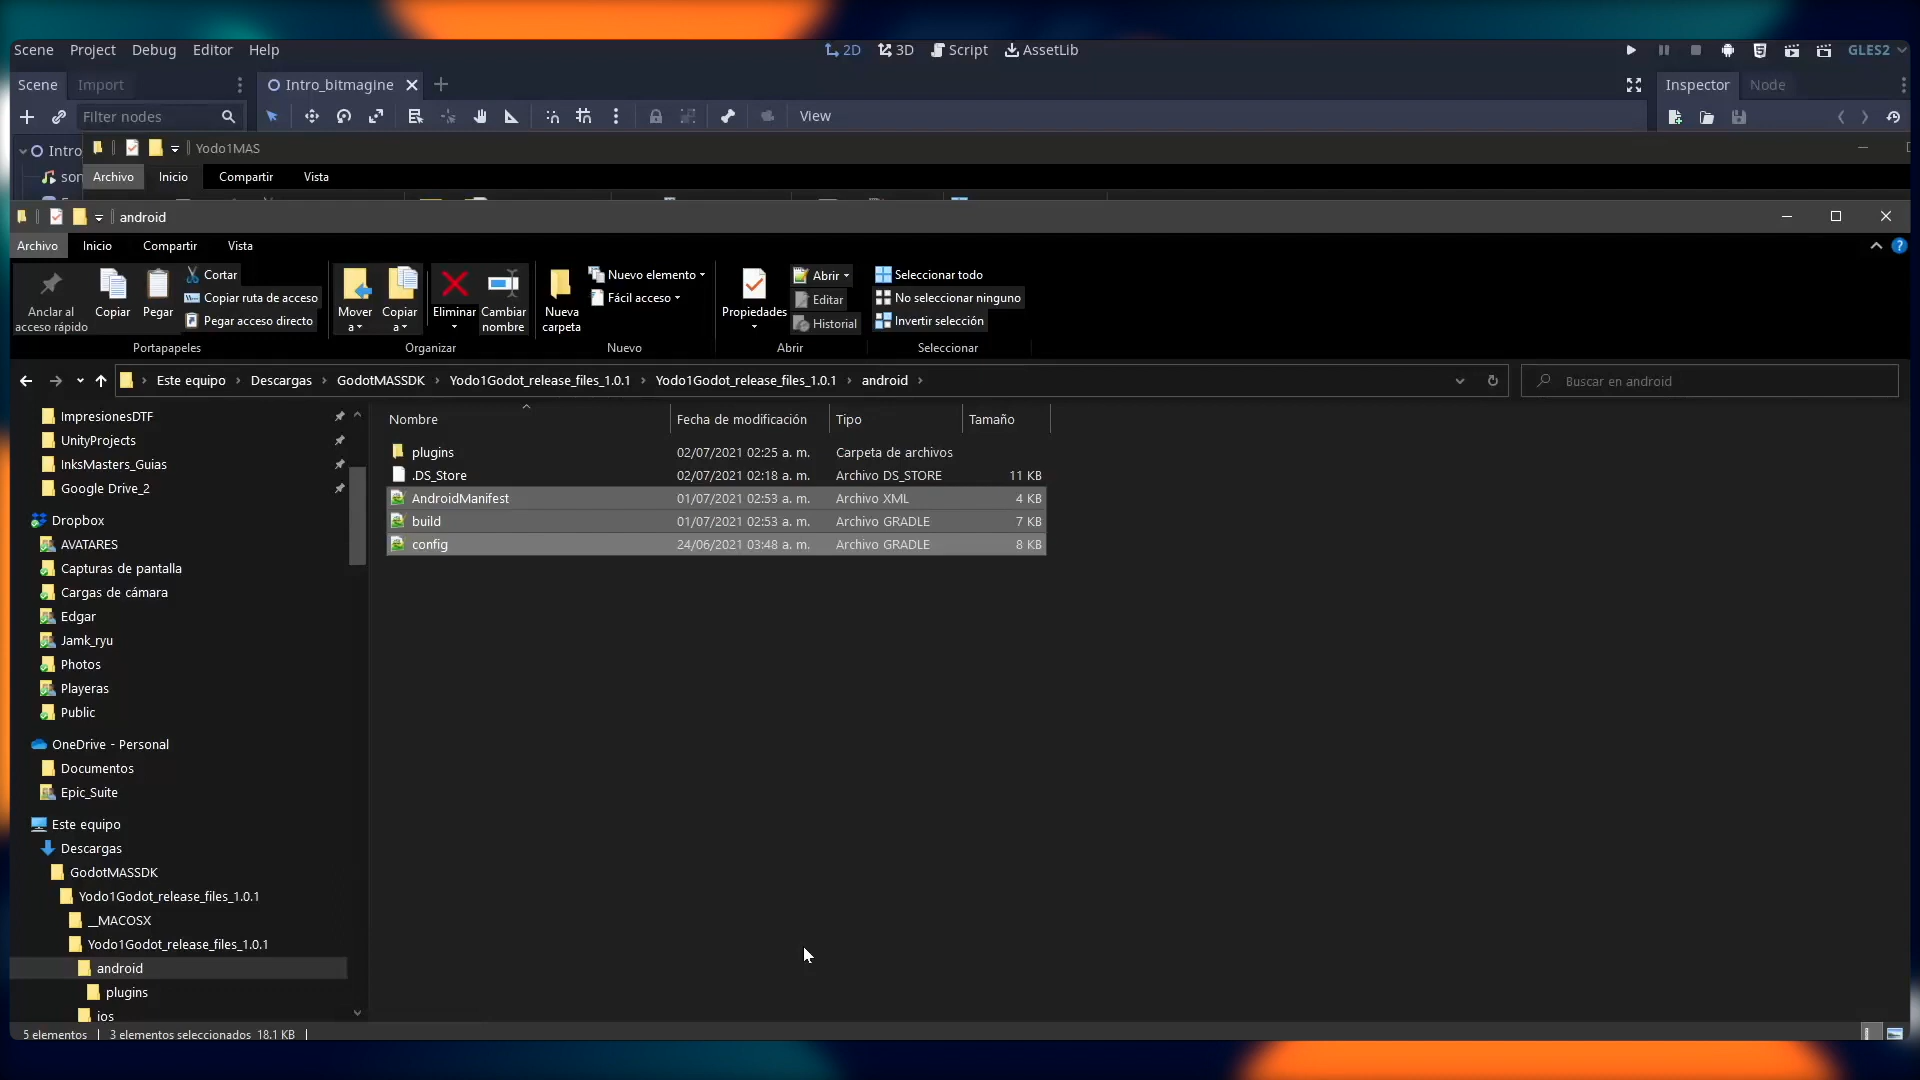 Scene Project Debug Editor Help 2D 3D Script AssetLib GLES2
Scene Import Intro_bitmagine Inspector Node
Filter nodes View
Intro Yodo1MAS
son Archivo Inicio Compartir Vista
android
Archivo Inicio Compartir Vista
Anclar al acceso rápido
Copiar
Pegar
Cortar
Copiar ruta de acceso
Pegar acceso directo
Portapapeles
Mover a
Copiar a
Eliminar
Cambiar nombre
Organizar
Nueva carpeta
Nuevo elemento
Fácil acceso
Nuevo
Propiedades
Abrir
Editar
Historial
Abrir
Seleccionar todo
No seleccionar ninguno
Invertir selección
Seleccionar
Este equipo Descargas GodotMASSDK Yodo1Godot_release_files_1.0.1 Yodo1Godot_release_files_1.0.1 android
Buscar en android
ImpresionesDTF
UnityProjects
InksMasters_Guias
Google Drive_2
Dropbox
AVATARES
Capturas de pantalla
Cargas de cámara
Edgar
Jamk_ryu
Photos
Playeras
Public
OneDrive - Personal
Documentos
Epic_Suite
Este equipo
Descargas
GodotMASSDK
Yodo1Godot_release_files_1.0.1
__MACOSX
Yodo1Godot_release_files_1.0.1
android
plugins
ios
Nombre Fecha de modificación Tipo Tamaño
plugins 02/07/2021 02:25 a. m. Carpeta de archivos
.DS_Store 02/07/2021 02:18 a. m. Archivo DS_STORE 11 KB
AndroidManifest 01/07/2021 02:53 a. m. Archivo XML 4 KB
build 01/07/2021 02:53 a. m. Archivo GRADLE 7 KB
config 24/06/2021 03:48 a. m. Archivo GRADLE 8 KB
5 elementos 3 elementos seleccionados 18.1 KB